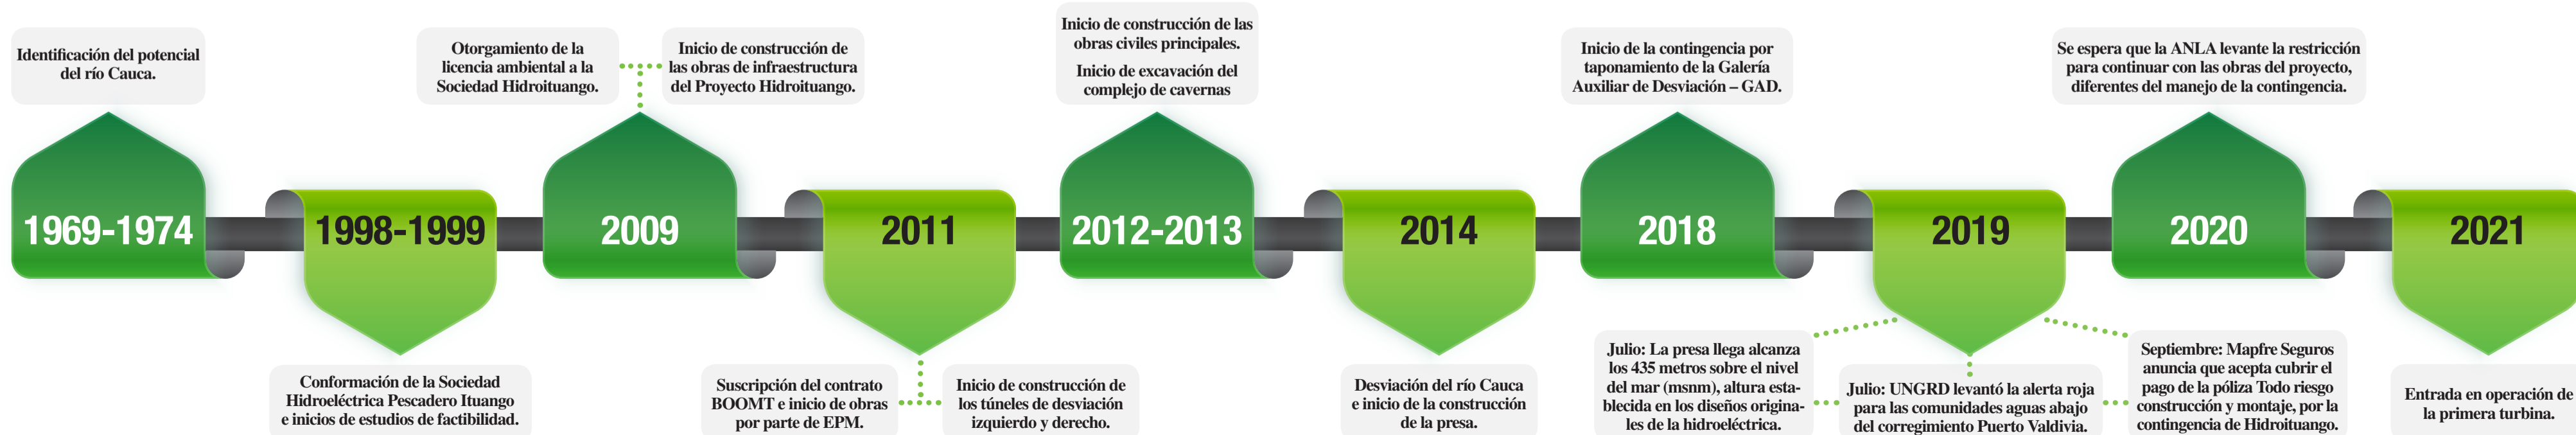 Identificación del potencial
del río Cauca.
1969-1974
1998-1999
Conformación de la Sociedad
Hidroeléctrica Pescadero Ituango
e inicios de estudios de factibilidad.
Otorgamiento de la
licencia ambiental a la
Sociedad Hidroituango.
Inicio de construcción de
las obras de infraestructura
del Proyecto Hidroituango.
2009
2011
Suscripción del contrato
BOOMT e inicio de obras
por parte de EPM.
Inicio de construcción de
los túneles de desviación
izquierdo y derecho.
Inicio de construcción de las
obras civiles principales.
Inicio de excavación del
complejo de cavernas
2012-2013
2014
Desviación del río Cauca
e inicio de la construcción
de la presa.
Inicio de la contingencia por
taponamiento de la Galería
Auxiliar de Desviación – GAD.
2018
2019
Julio: La presa llega alcanza
los 435 metros sobre el nivel
del mar (msnm), altura esta-
blecida en los diseños origina-
les de la hidroeléctrica.
Julio: UNGRD levantó la alerta roja
para las comunidades aguas abajo
del corregimiento Puerto Valdivia.
Septiembre: Mapfre Seguros
anuncia que acepta cubrir el
pago de la póliza Todo riesgo
construcción y montaje, por la
contingencia de Hidroituango.
Se espera que la ANLA levante la restricción
para continuar con las obras del proyecto,
diferentes del manejo de la contingencia.
2020
2021
Entrada en operación de
la primera turbina.